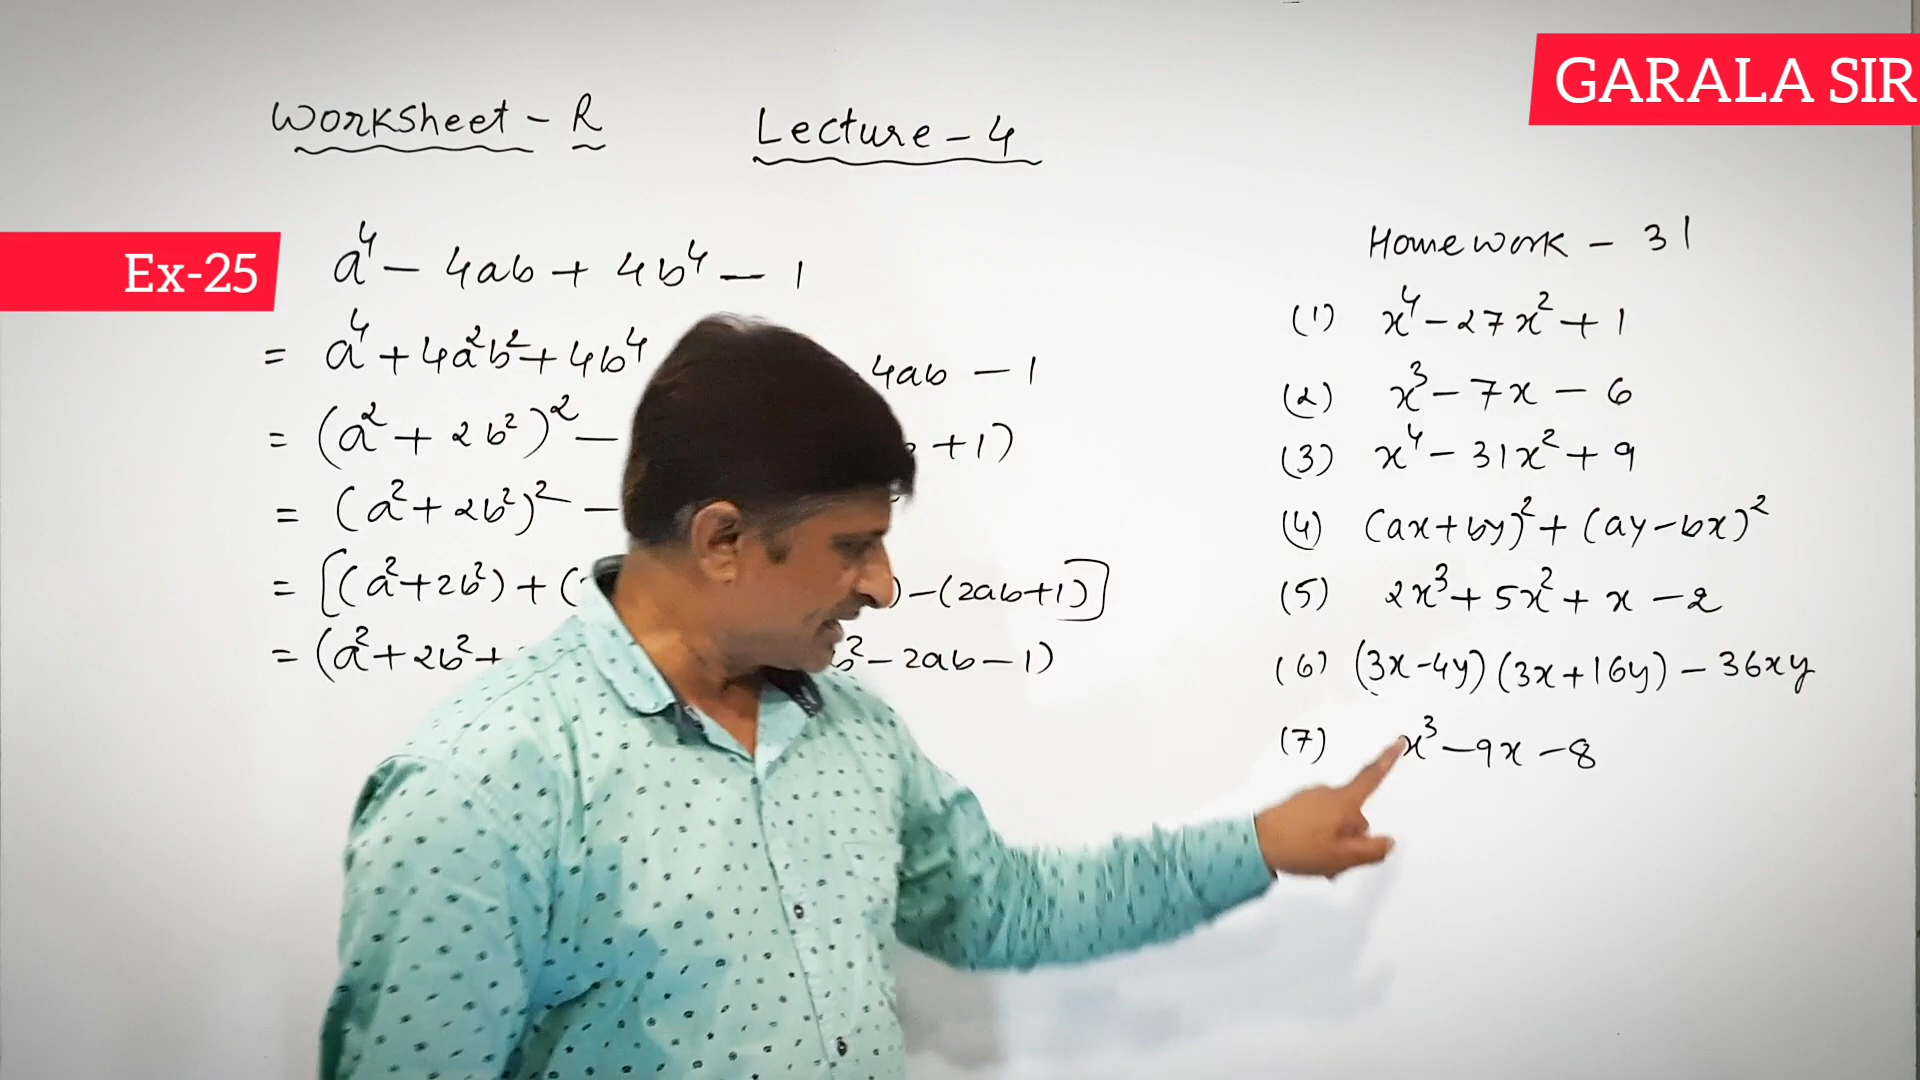 GARALA SIR
Worksheet - R Lecture - 4
Ex-25
a⁴ - 4ab + 4b⁴ - 1
= a⁴ + 4a²b² + 4b⁴ 4ab - 1
= (a² + 2b²)² - + 1)
= (a² + 2b²)² -
= [(a² + 2b²) + ( ) - (2ab + 1)]
= (a² + 2b² + b² - 2ab - 1)
Homework - 31
(1) x⁴ - 27x² + 1
(2) x³ - 7x - 6
(3) x⁴ - 31x² + 9
(4) (ax + by)² + (ay - bx)²
(5) 2x³ + 5x² + x - 2
(6) (3x - 4y) (3x + 16y) - 36xy
(7) x³ - 9x - 8